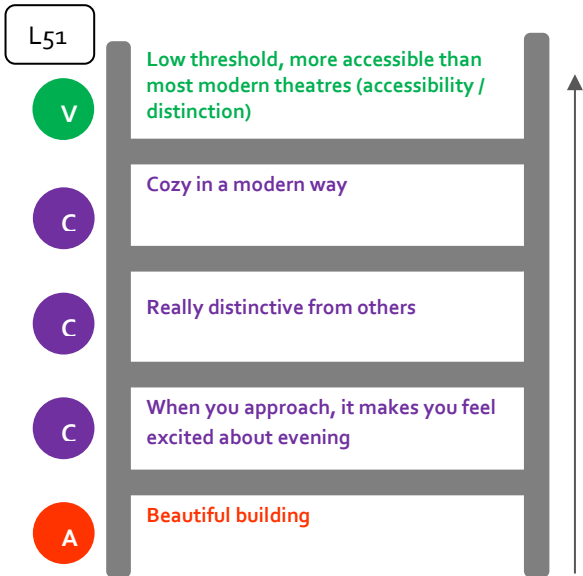 L51
V
Low threshold, more accessible than
most modern theatres (accessibility /
distinction)
C
Cozy in a modern way
C
Really distinctive from others
C
When you approach, it makes you feel
excited about evening
A
Beautiful building